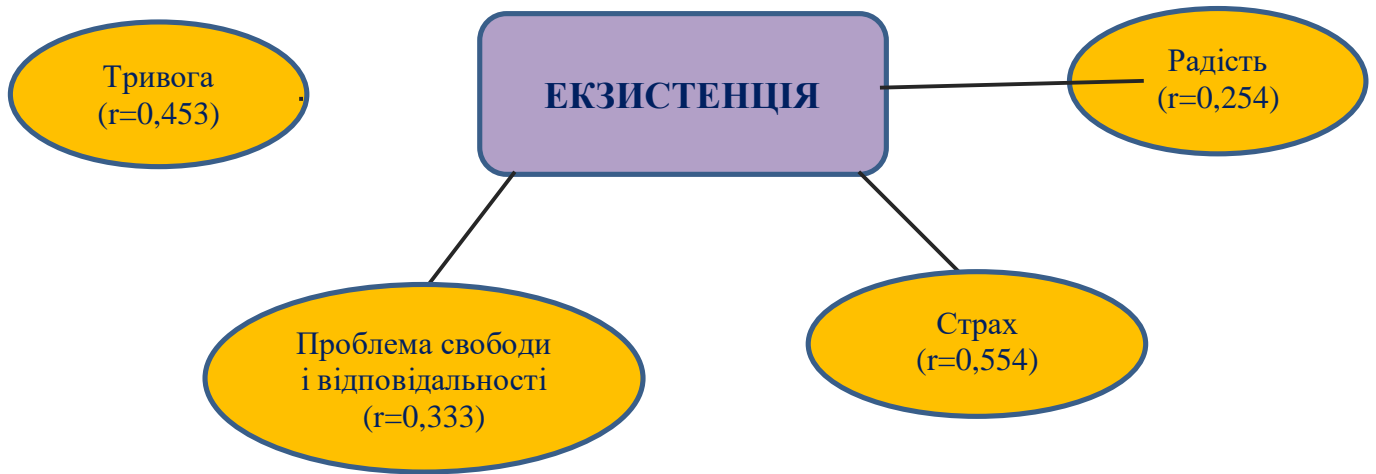 Тривога
(r=0,453)
ЕКЗИСТЕНЦІЯ
Радість
(r=0,254)
Проблема свободи
і відповідальності
(r=0,333)
Страх
(r=0,554)